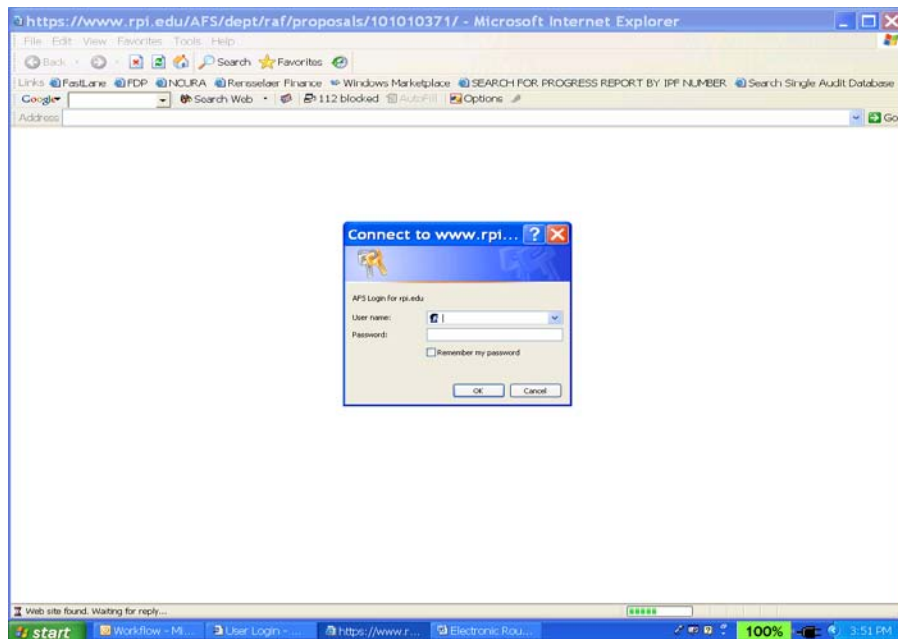 https://www.rpi.edu/AFS/dept/raf/proposals/101010371/ - Microsoft Internet Explorer
File Edit View Favorites Tools Help
Back Search Favorites
Links FastLane FDP NCURA Rensselaer Finance Windows Marketplace SEARCH FOR PROGRESS REPORT BY IPF NUMBER Search Single Audit Database
Google Search Web 112 blocked AutoFill Options
Address Go
Connect to www.rpi...
AFS Login for rpi.edu
User name:
Password:
Remember my password
OK Cancel
Web site found. Waiting for reply...
start Workflow - Mi... User Login - ... https://www.r... Electronic Rou... 100% 3:51 PM